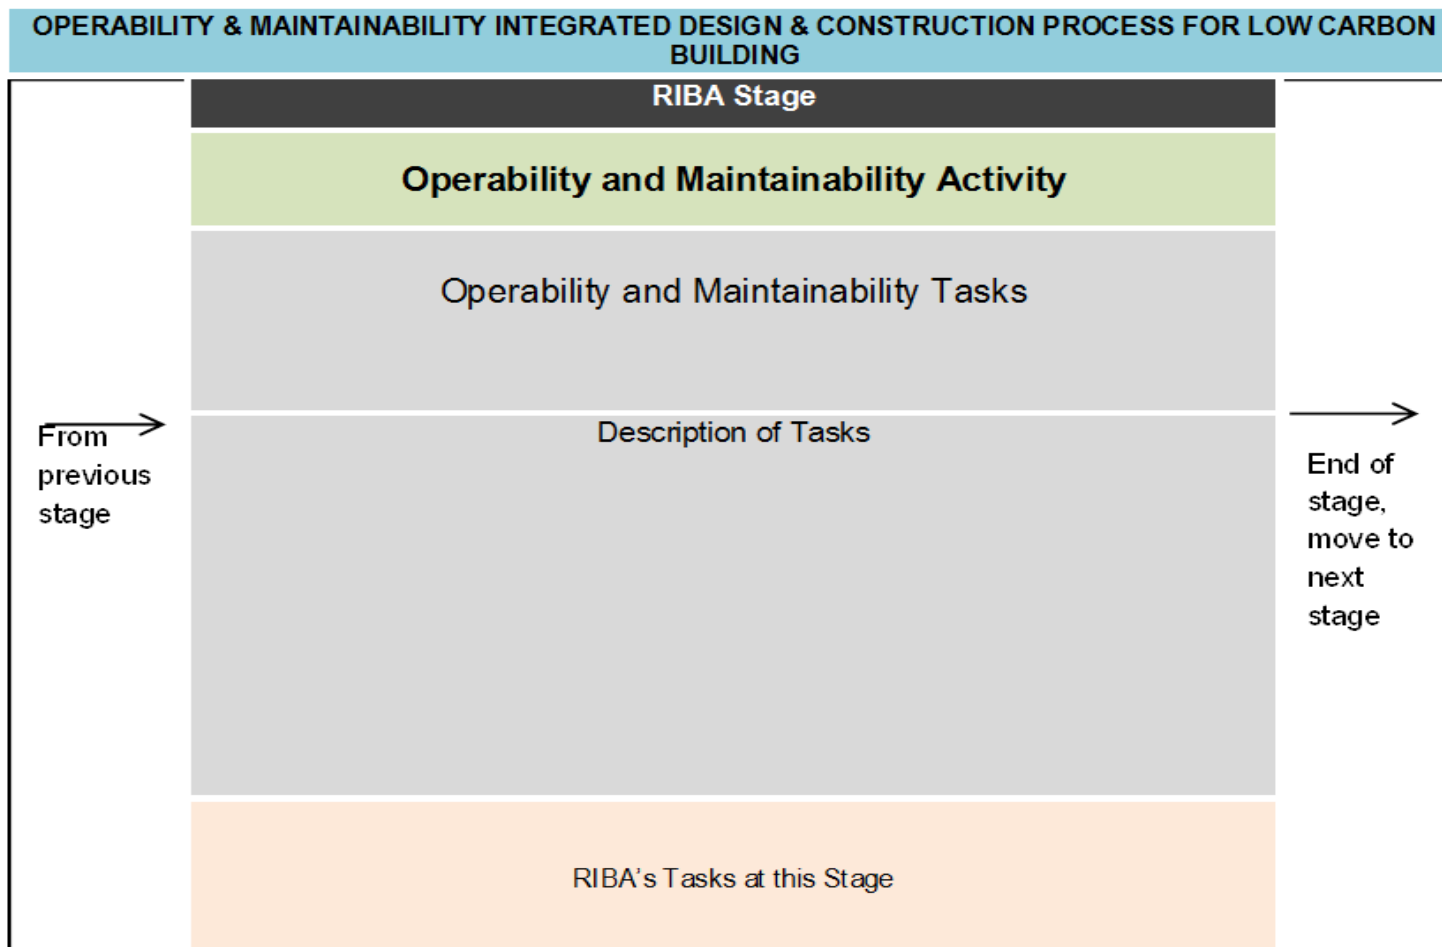 OPERABILITY & MAINTAINABILITY INTEGRATED DESIGN & CONSTRUCTION PROCESS FOR LOW CARBON
BUILDING
RIBA Stage
Operability and Maintainability Activity
Operability and Maintainability Tasks
Description of Tasks
From
previous
stage
End of
stage,
move to
next
stage
RIBA's Tasks at this Stage